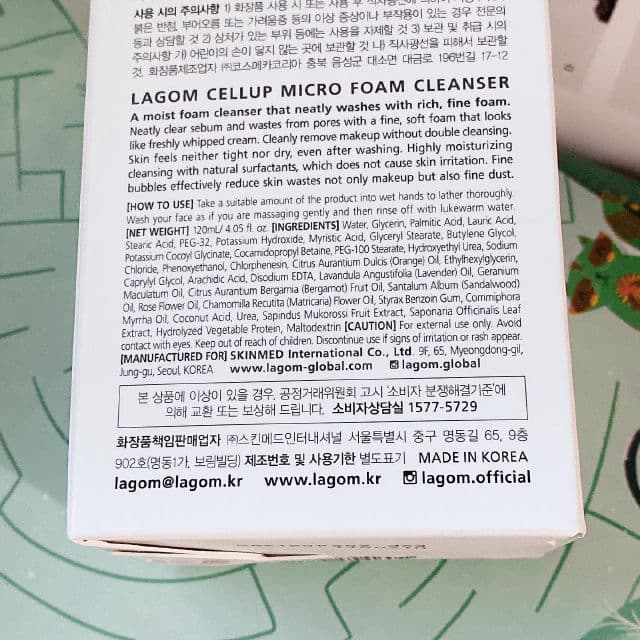 사용 시의 주의사항 1) 화장품 사용 시 또는 사용 후 직사광선에 의하여
붉은 반점, 부어오름 또는 가려움증 등의 이상 증상이나 부작용이 있는 경우 전문의
등과 상담할 것 2) 상처가 있는 부위 등에는 사용을 자제할 것 3) 보관 및 취급 시의
주의사항 가) 어린이의 손이 닿지 않는 곳에 보관할 것 나) 직사광선을 피해서 보관할
것. 화장품제조업자 ㈜코스메카코리아 충북 음성군 대소면 대금로 196번길 17-12
LAGOM CELLUP MICRO FOAM CLEANSER
A moist foam cleanser that neatly washes with rich, fine foam.
Neatly clear sebum and wastes from pores with a fine, soft foam that looks
like freshly whipped cream. Cleanly remove makeup without double cleansing.
Skin feels neither tight nor dry, even after washing. Highly moisturizing
cleansing with natural surfactants, which does not cause skin irritation. Fine
bubbles effectively reduce skin wastes not only makeup but also fine dust.
[HOW TO USE] Take a suitable amount of the product into wet hands to lather thoroughly.
Wash your face as if you are massaging gently and then rinse off with lukewarm water.
[NET WEIGHT] 120mL/ 4.05 fl. oz. [INGREDIENTS] Water, Glycerin, Palmitic Acid, Lauric Acid,
Stearic Acid, PEG-32, Potassium Hydroxide, Myristic Acid, Glyceryl Stearate, Butylene Glycol,
Potassium Cocoyl Glycinate, Cocamidopropyl Betaine, PEG-100 Stearate, Hydroxyethyl Urea, Sodium
Chloride, Phenoxyethanol, Chlorphenesin, Citrus Aurantium Dulcis (Orange) Oil, Ethylhexylglycerin,
Caprylyl Glycol, Arachidic Acid, Disodium EDTA, Lavandula Angustifolia (Lavender) Oil, Geranium
Maculatum Oil, Citrus Aurantium Bergamia (Bergamot) Fruit Oil, Santalum Album (Sandalwood)
Oil, Rose Flower Oil, Chamomilla Recutita (Matricaria) Flower Oil, Styrax Benzoin Gum, Commiphora
Myrrha Oil, Coconut Acid, Urea, Sapindus Mukorossi Fruit Extract, Saponaria Officinalis Leaf
Extract, Hydrolyzed Vegetable Protein, Maltodextrin [CAUTION] For external use only. Avoid
contact with eyes. Keep out of reach of children. Discontinue use if signs of irritation or rash appear.
[MANUFACTURED FOR] SKINMED International Co., Ltd. 9F, 65, Myeongdong-gil,
Jung-gu, Seoul, KOREA www.lagom-global.com lagom.global
본 상품에 이상이 있을 경우, 공정거래위원회 고시 '소비자 분쟁해결기준'에
의해 교환 또는 보상해 드립니다. 소비자상담실 1577-5729
화장품책임판매업자 ㈜스킨메드인터내셔널 서울특별시 중구 명동길 65, 9층
902호(명동1가, 보림빌딩) 제조번호 및 사용기한 별도표기 MADE IN KOREA
lagom@lagom.kr www.lagom.kr lagom.official